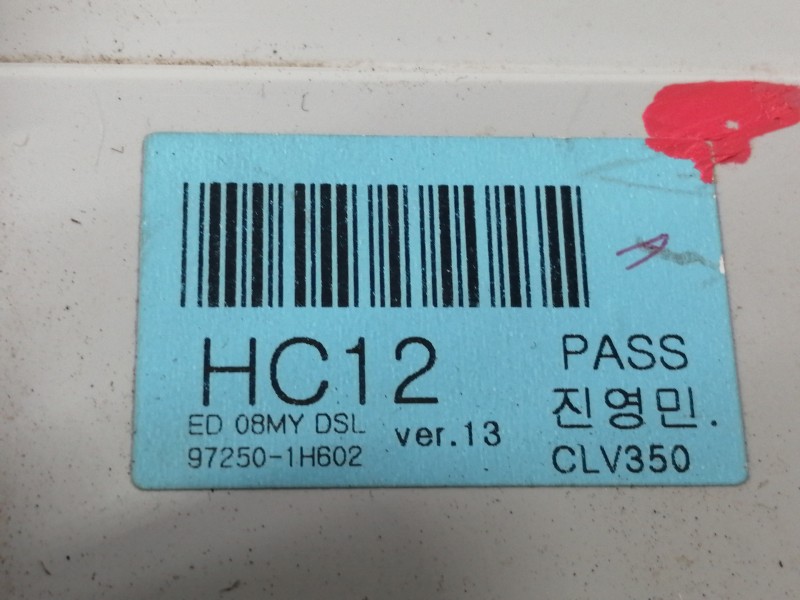 HC12
ED 08MY DSL
ver.13
97250-1H602
PASS
진영민.
CLV350